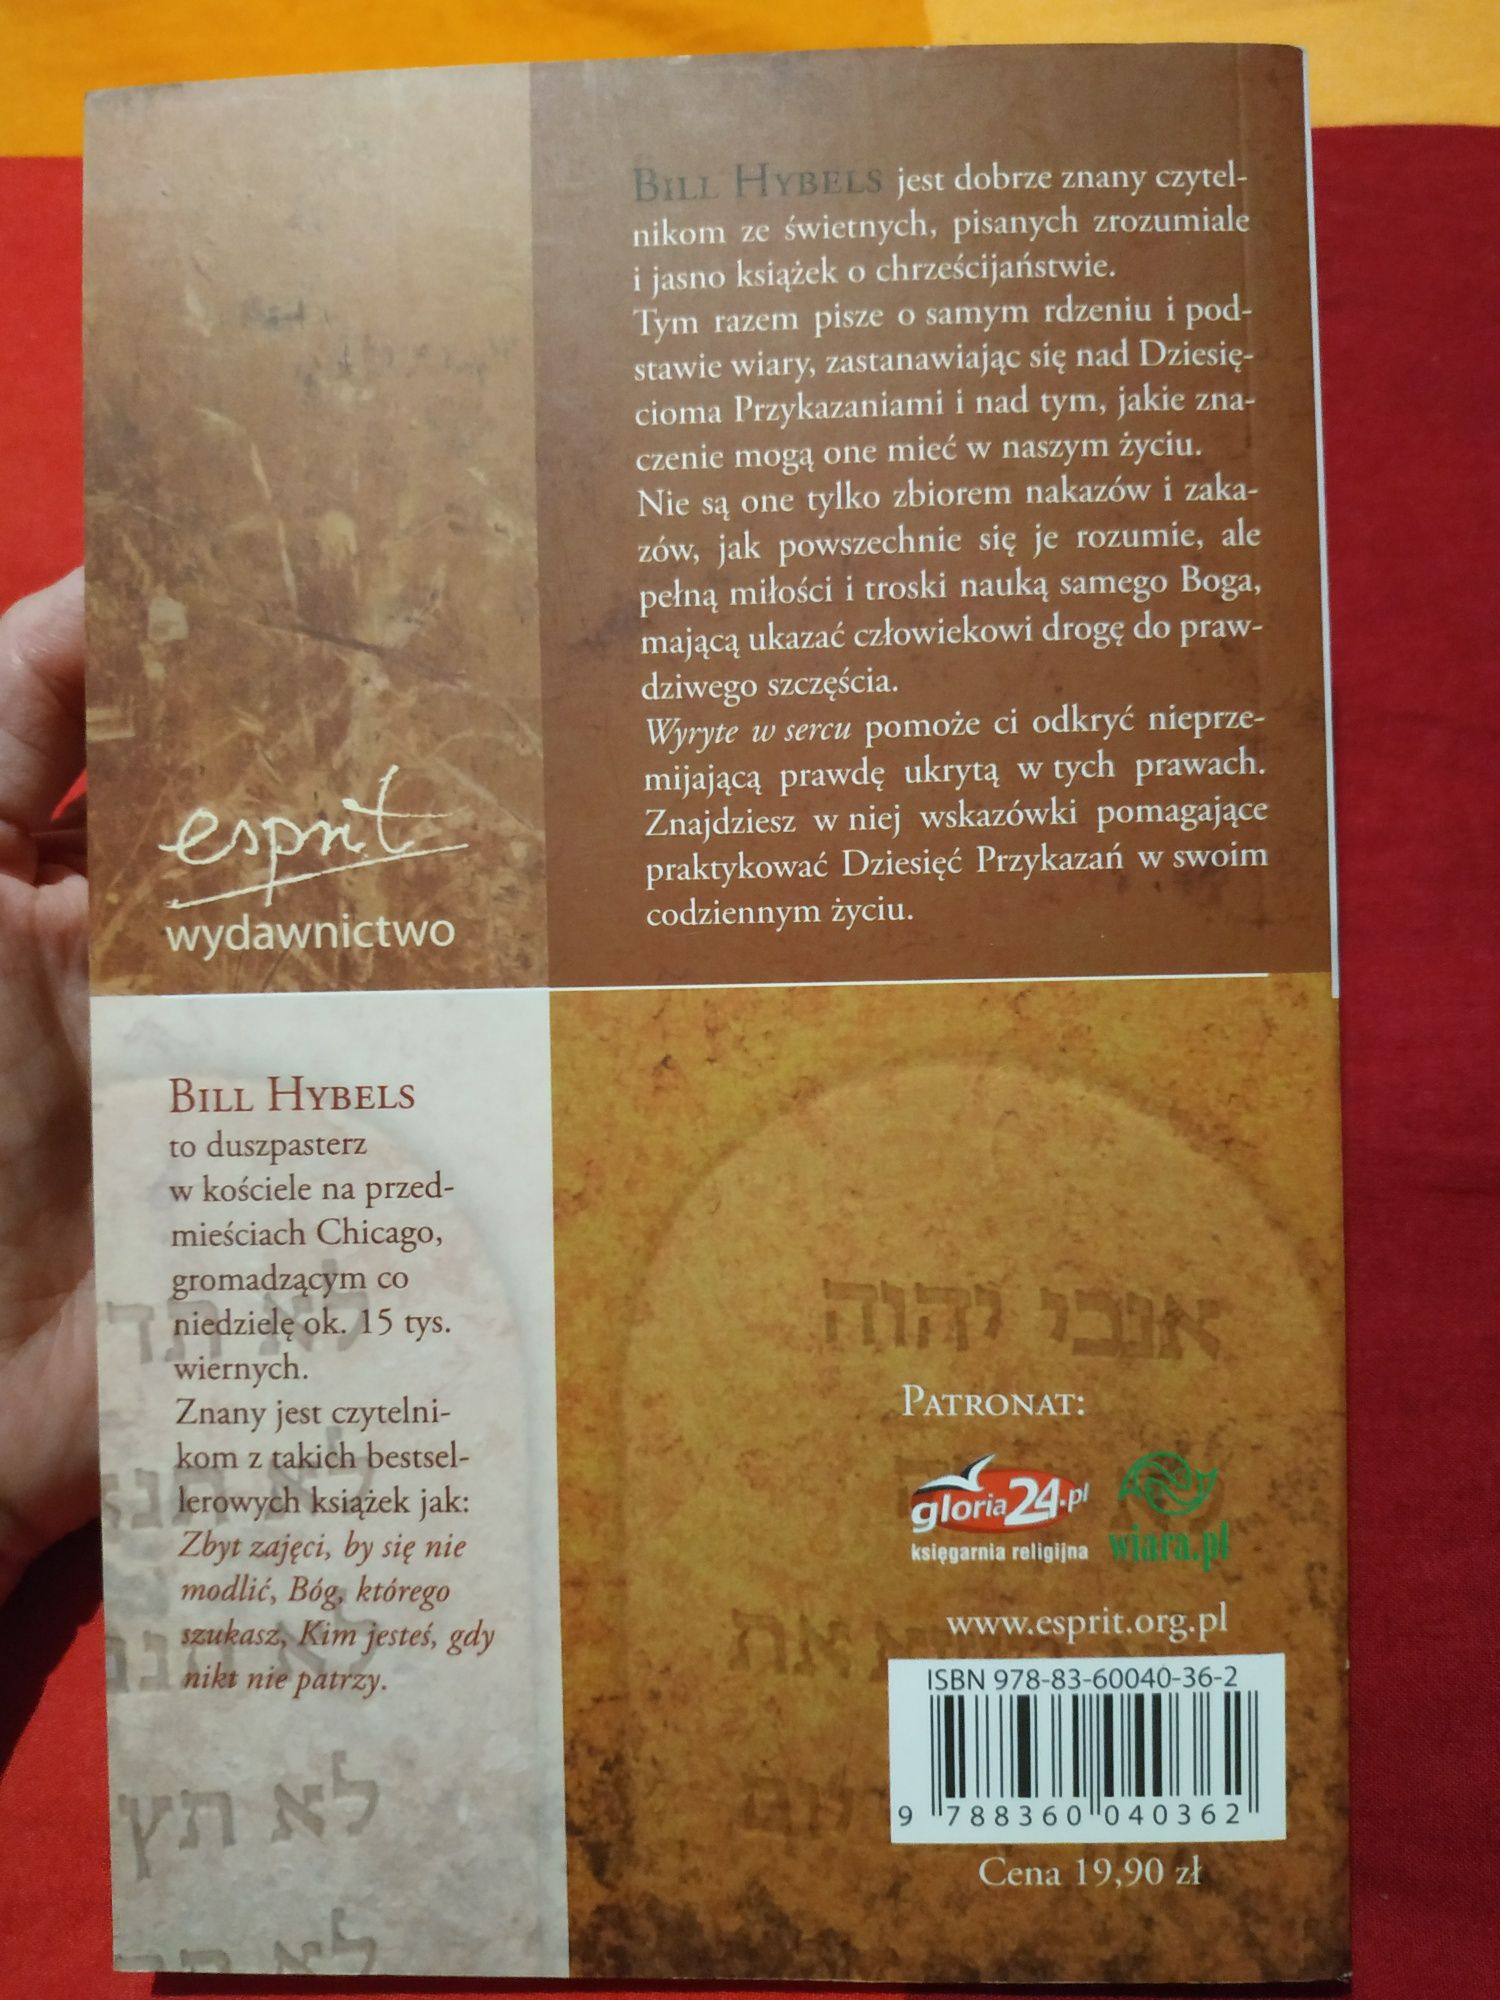 BILL HYBELS jest dobrze znany czytel-
nikom ze świetnych, pisanych zrozumiale
i jasno książek o chrześcijaństwie.
Tym razem pisze o samym rdzeniu i pod-
stawie wiary, zastanawiając się nad Dziesię-
cioma Przykazaniami i nad tym, jakie zna-
czenie mogą one mieć w naszym życiu.
Nie są one tylko zbiorem nakazów i zaka-
zów, jak powszechnie się je rozumie, ale
pełną miłości i troski nauką samego Boga,
mającą ukazać człowiekowi drogę do praw-
dziwego szczęścia.
Wyryte w sercu pomoże ci odkryć nieprze-
mijającą prawdę ukrytą w tych prawach.
Znajdziesz w niej wskazówki pomagające
praktykować Dziesięć Przykazań w swoim
codziennym życiu.
esprit
wydawnictwo
BILL HYBELS
to duszpasterz
w kościele na przed-
mieściach Chicago,
gromadzącym co
niedzielę ok. 15 tys.
wiernych.
Znany jest czytelni-
kom z takich bestsel-
lerowych książek jak:
Zbyt zajęci, by się nie
modlić, Bóg, którego
szukasz, Kim jesteś, gdy
nikt nie patrzy.
לא תר
לא תנא
לא תגנ
לא תע
אנכי יהוה
PATRONAT:
gloria24.pl
księgarnia religijna
wiara.pl
www.esprit.org.pl
ISBN 978-83-60040-36-2
9 788360 040362
Cena 19,90 zł